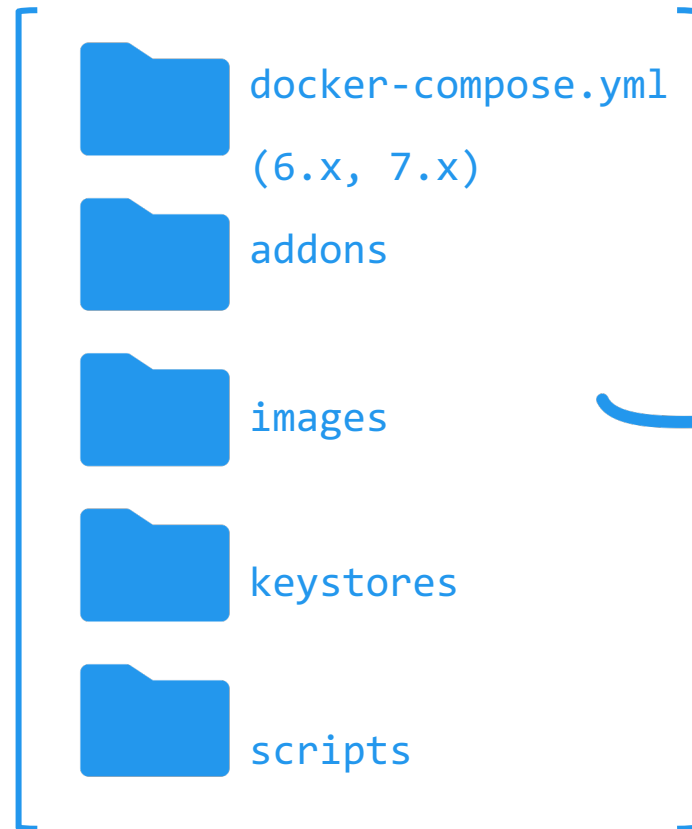 docker-compose.yml
(6.x, 7.x)
addons
images
keystores
scripts